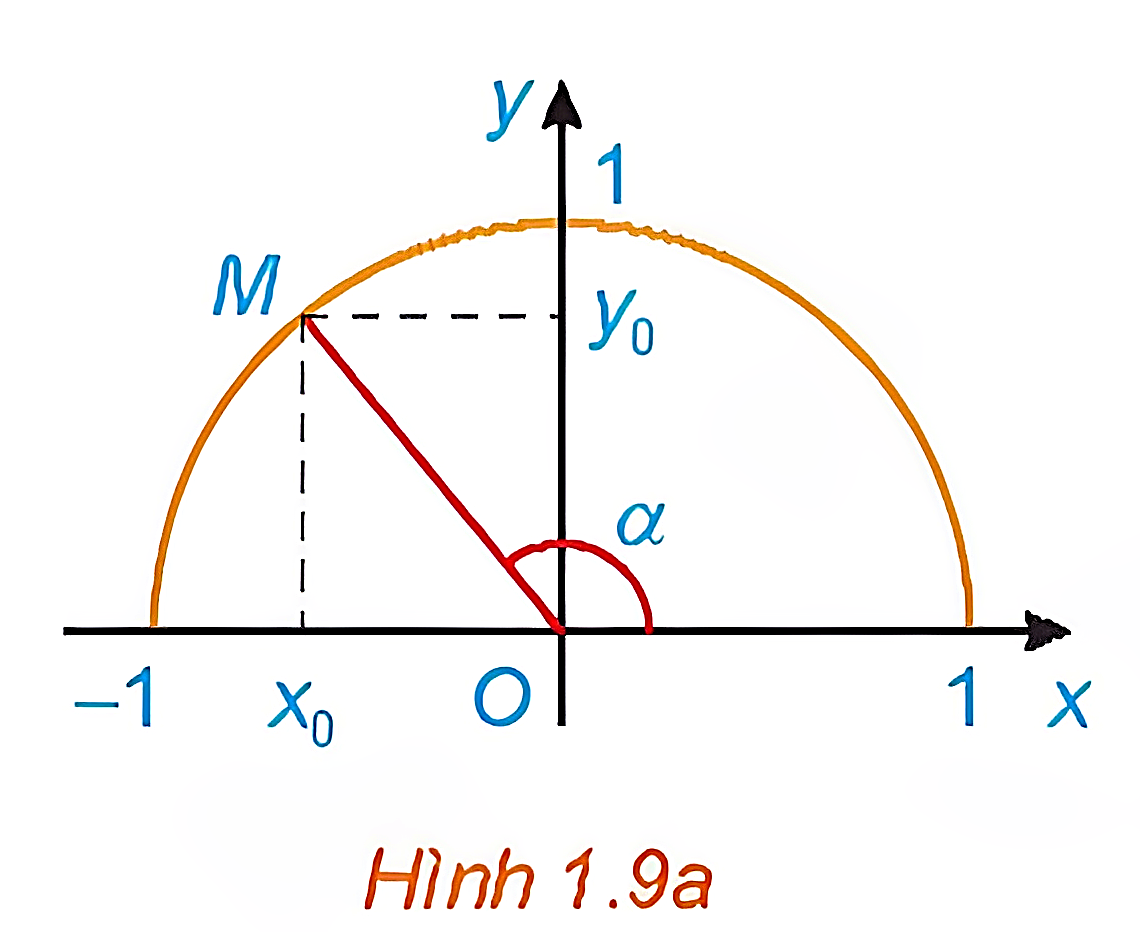 y
1
M
y₀
α
–1 x₀ O 1 x
Hình 1.9a